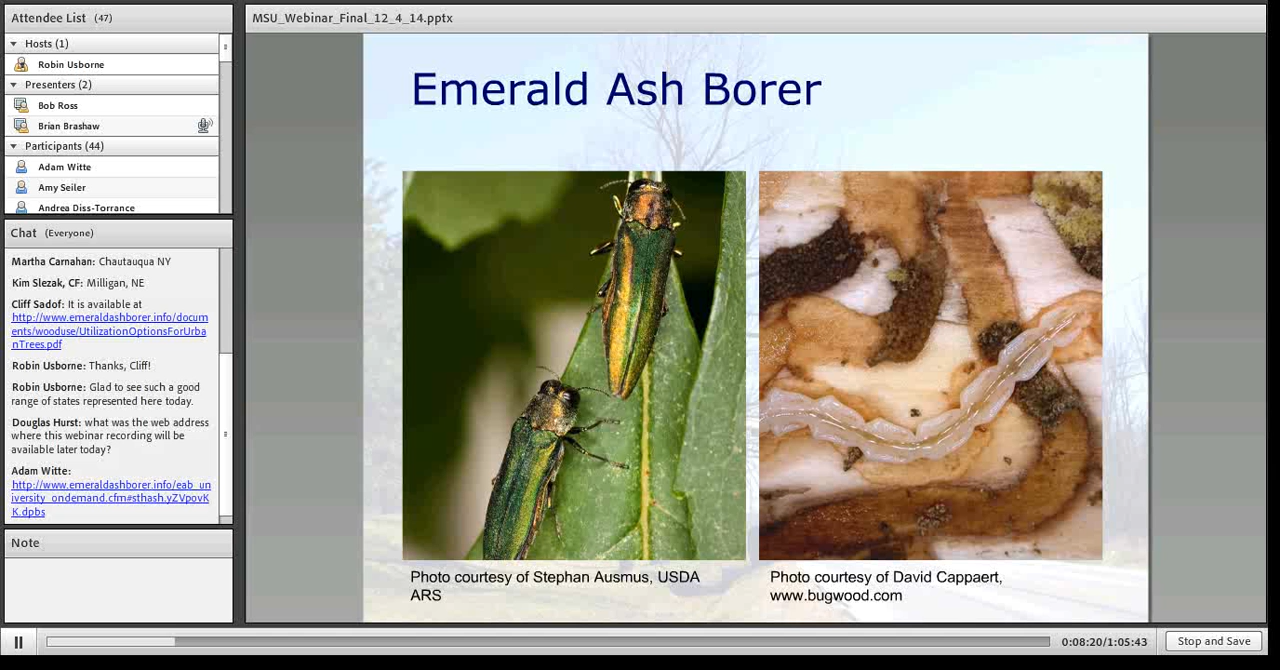 Attendee List (47)
Hosts (1)
Robin Usborne
Presenters (2)
Bob Ross
Brian Brashaw
Participants (44)
Adam Witte
Amy Seiler
Andrea Diss-Torrance
Chat (Everyone)
Martha Carnahan: Chautauqua NY
Kim Slezak, CF: Milligan, NE
Cliff Sadof: It is available at
http://www.emeraldashborer.info/docum
ents/wooduse/UtilizationOptionsForUrba
nTrees.pdf
Robin Usborne: Thanks, Cliff!
Robin Usborne: Glad to see such a good
range of states represented here today.
Douglas Hurst: what was the web address
where this webinar recording will be
available later today?
Adam Witte:
http://www.emeraldashborer.info/eab_un
iversity_ondemand.cfm#sthash.yZVpovK
K.dpbs
Note
MSU_Webinar_Final_12_4_14.pptx
Emerald Ash Borer
Photo courtesy of Stephan Ausmus, USDA
ARS
Photo courtesy of David Cappaert,
www.bugwood.com
0:08:20/1:05:43
Stop and Save